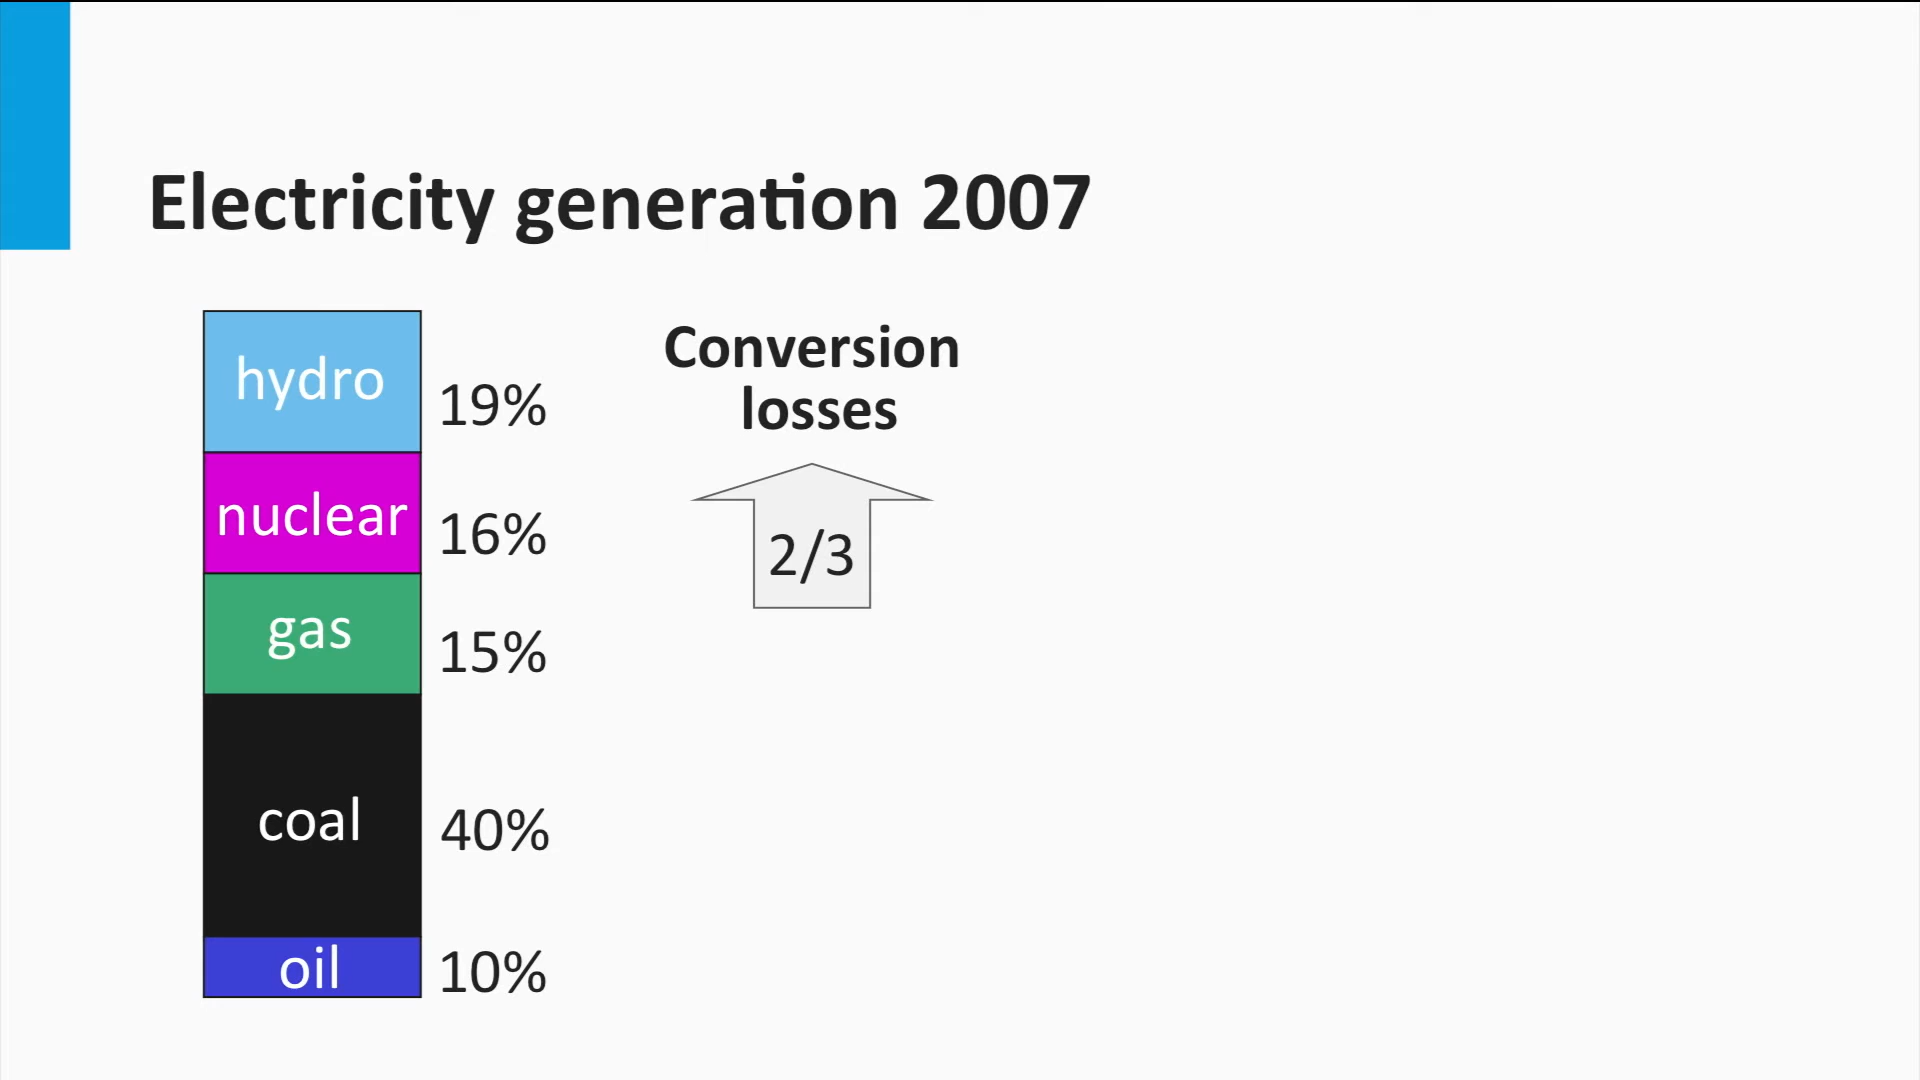 Electricity generation 2007
hydro
19%
nuclear
16%
gas
15%
coal
40%
oil
10%
Conversion
losses
2/3